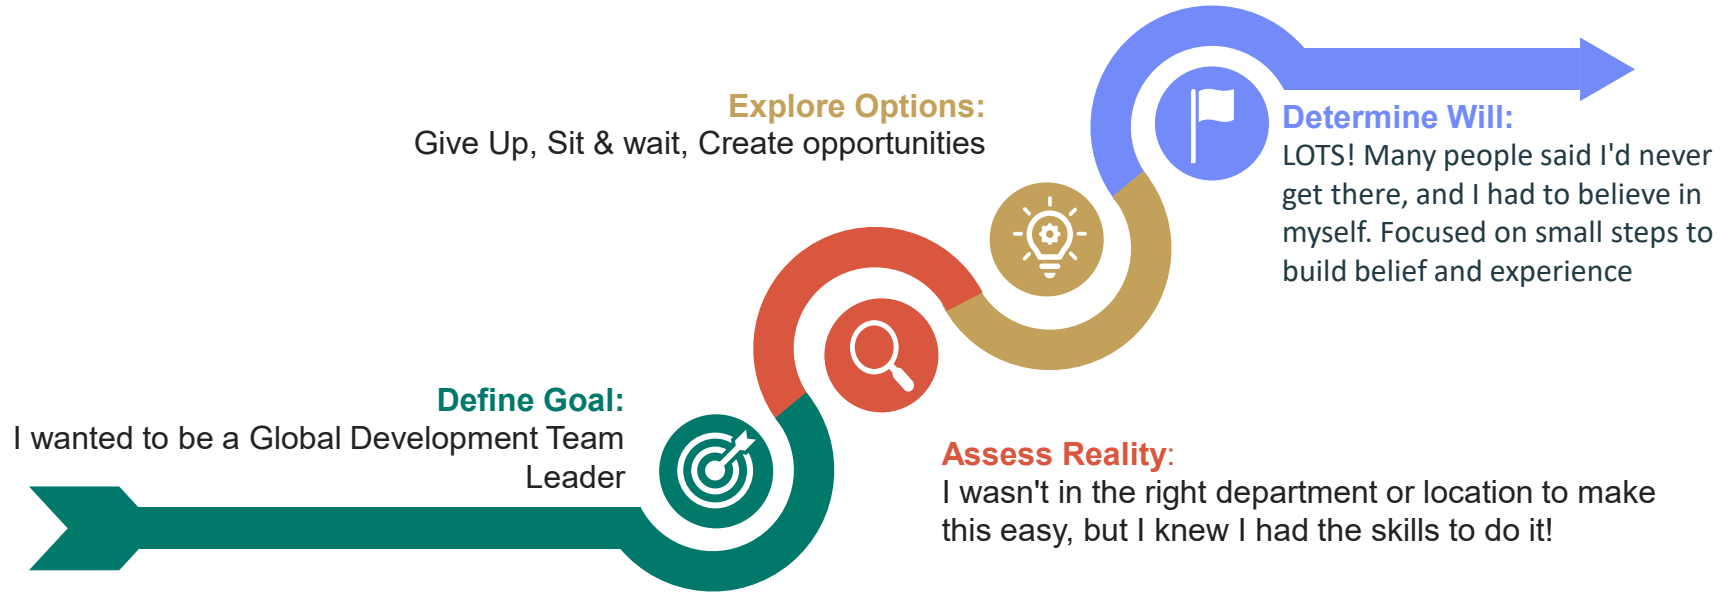 Define Goal:
I wanted to be a Global Development Team
Leader
Assess Reality:
I wasn't in the right department or location to make
this easy, but I knew I had the skills to do it!
Explore Options:
Give Up, Sit & wait, Create opportunities
Determine Will:
LOTS! Many people said I'd never
get there, and I had to believe in
myself. Focused on small steps to
build belief and experience